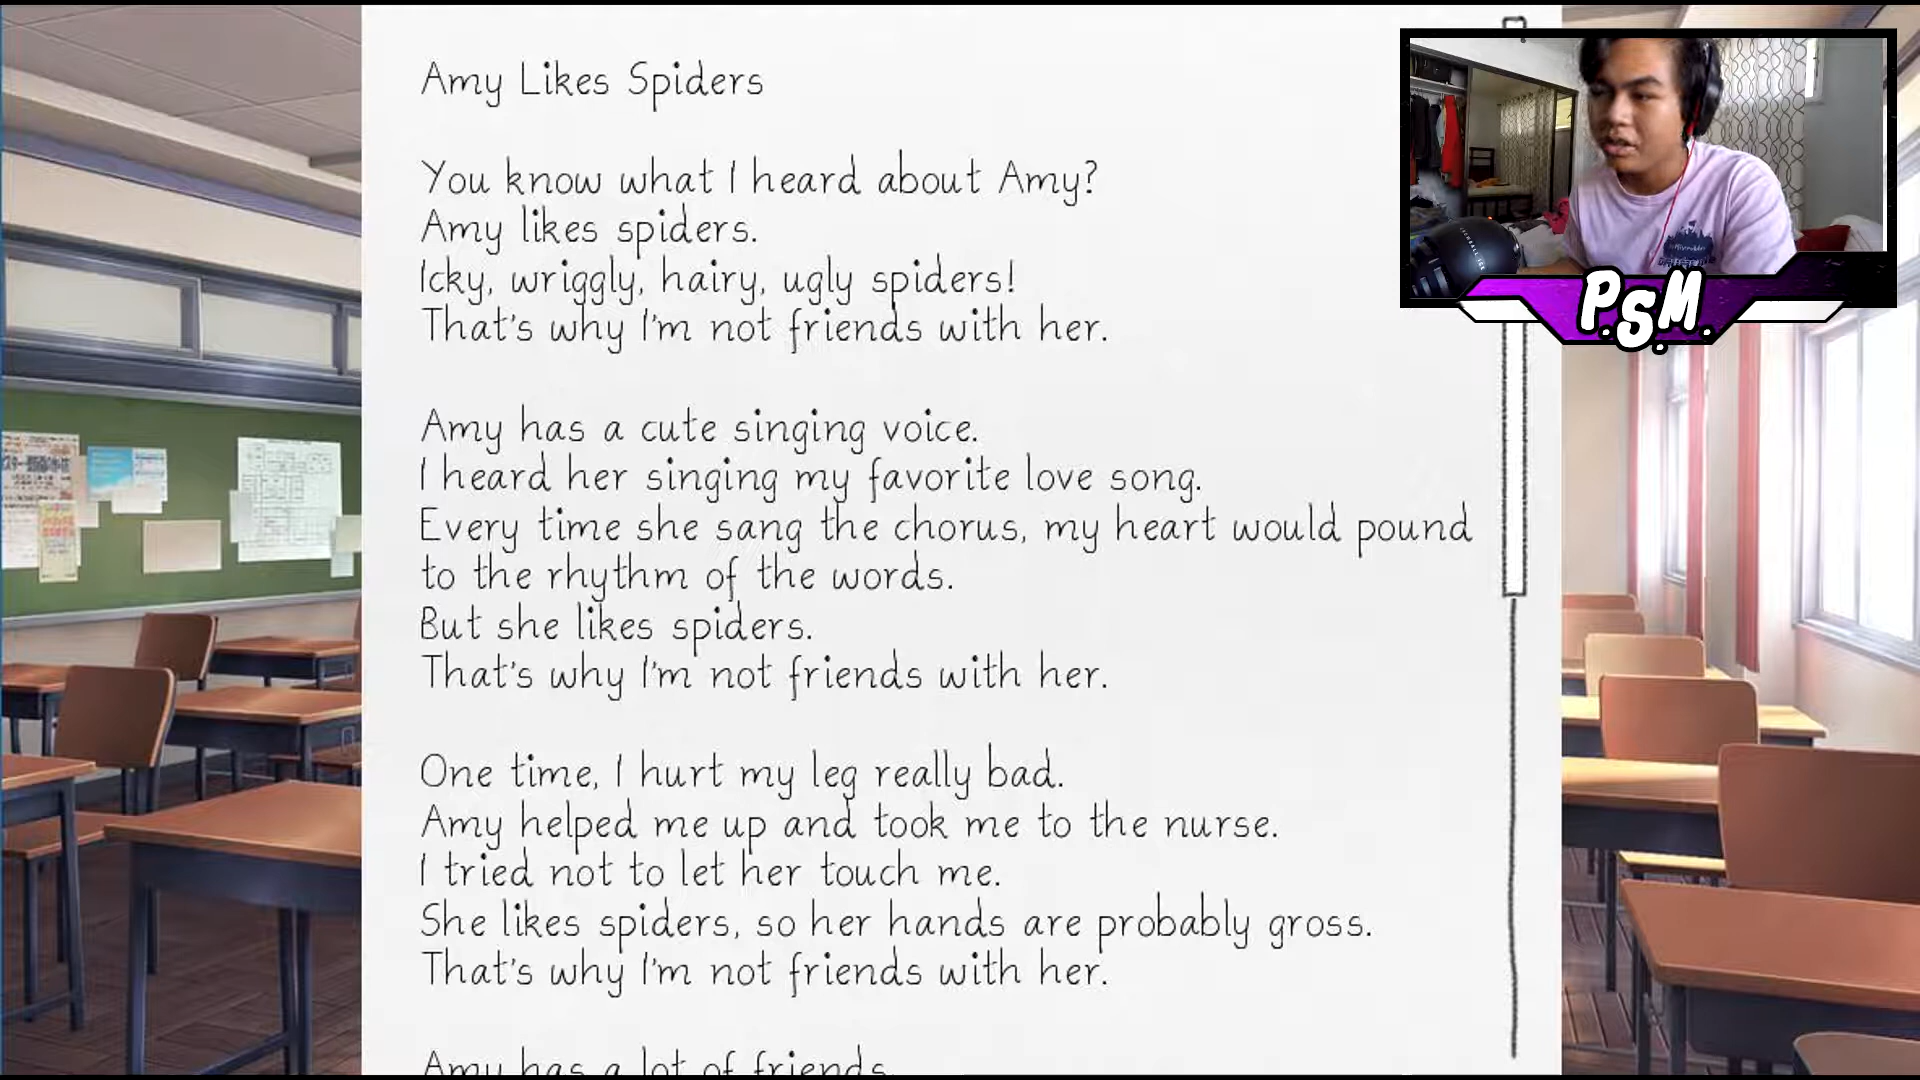 Amy Likes Spiders
You know what I heard about Amy?
Amy likes spiders.
Icky, wriggly, hairy, ugly spiders!
That's why I'm not friends with her.
Amy has a cute singing voice.
I heard her singing my favorite love song.
Every time she sang the chorus, my heart would pound
to the rhythm of the words.
But she likes spiders.
That's why I'm not friends with her.
One time, I hurt my leg really bad.
Amy helped me up and took me to the nurse.
I tried not to let her touch me.
She likes spiders, so her hands are probably gross.
That's why I'm not friends with her.
Amy has a lot of friends.
P.S.M.